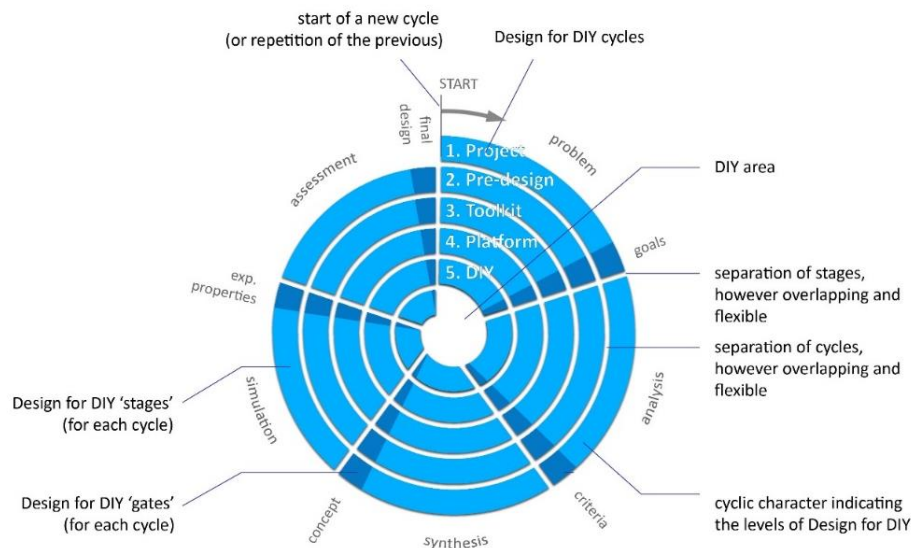 start of a new cycle
(or repetition of the previous)
Design for DIY cycles
START
final
design
problem
assessment
1. Project
2. Pre-design
3. Toolkit
4. Platform
5. DIY
DIY area
goals
exp.
properties
separation of stages,
however overlapping and
flexible
separation of cycles,
however overlapping and
flexible
analysis
simulation
Design for DIY ‘stages’
(for each cycle)
Design for DIY ‘gates’
(for each cycle)
concept
synthesis
criteria
cyclic character indicating
the levels of Design for DIY